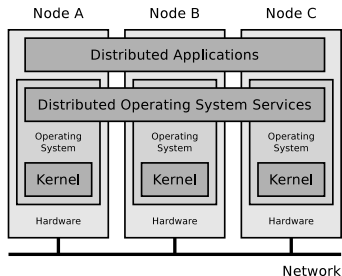 Node A Node B Node C
Distributed Applications
Distributed Operating System Services
Operating System Operating System Operating System
Kernel Kernel Kernel
Hardware Hardware Hardware
Network